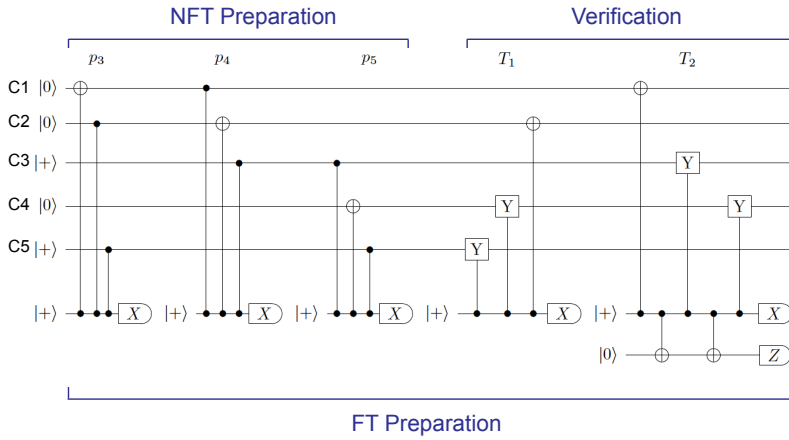 NFT Preparation Verification
p₃ p₄ p₅ T₁ T₂
C1 |0⟩
C2 |0⟩
C3 |+⟩
C4 |0⟩ Y Y
C5 |+⟩ Y
|+⟩ X |+⟩ X |+⟩ X |+⟩ X |+⟩ X
|0⟩ Z
FT Preparation